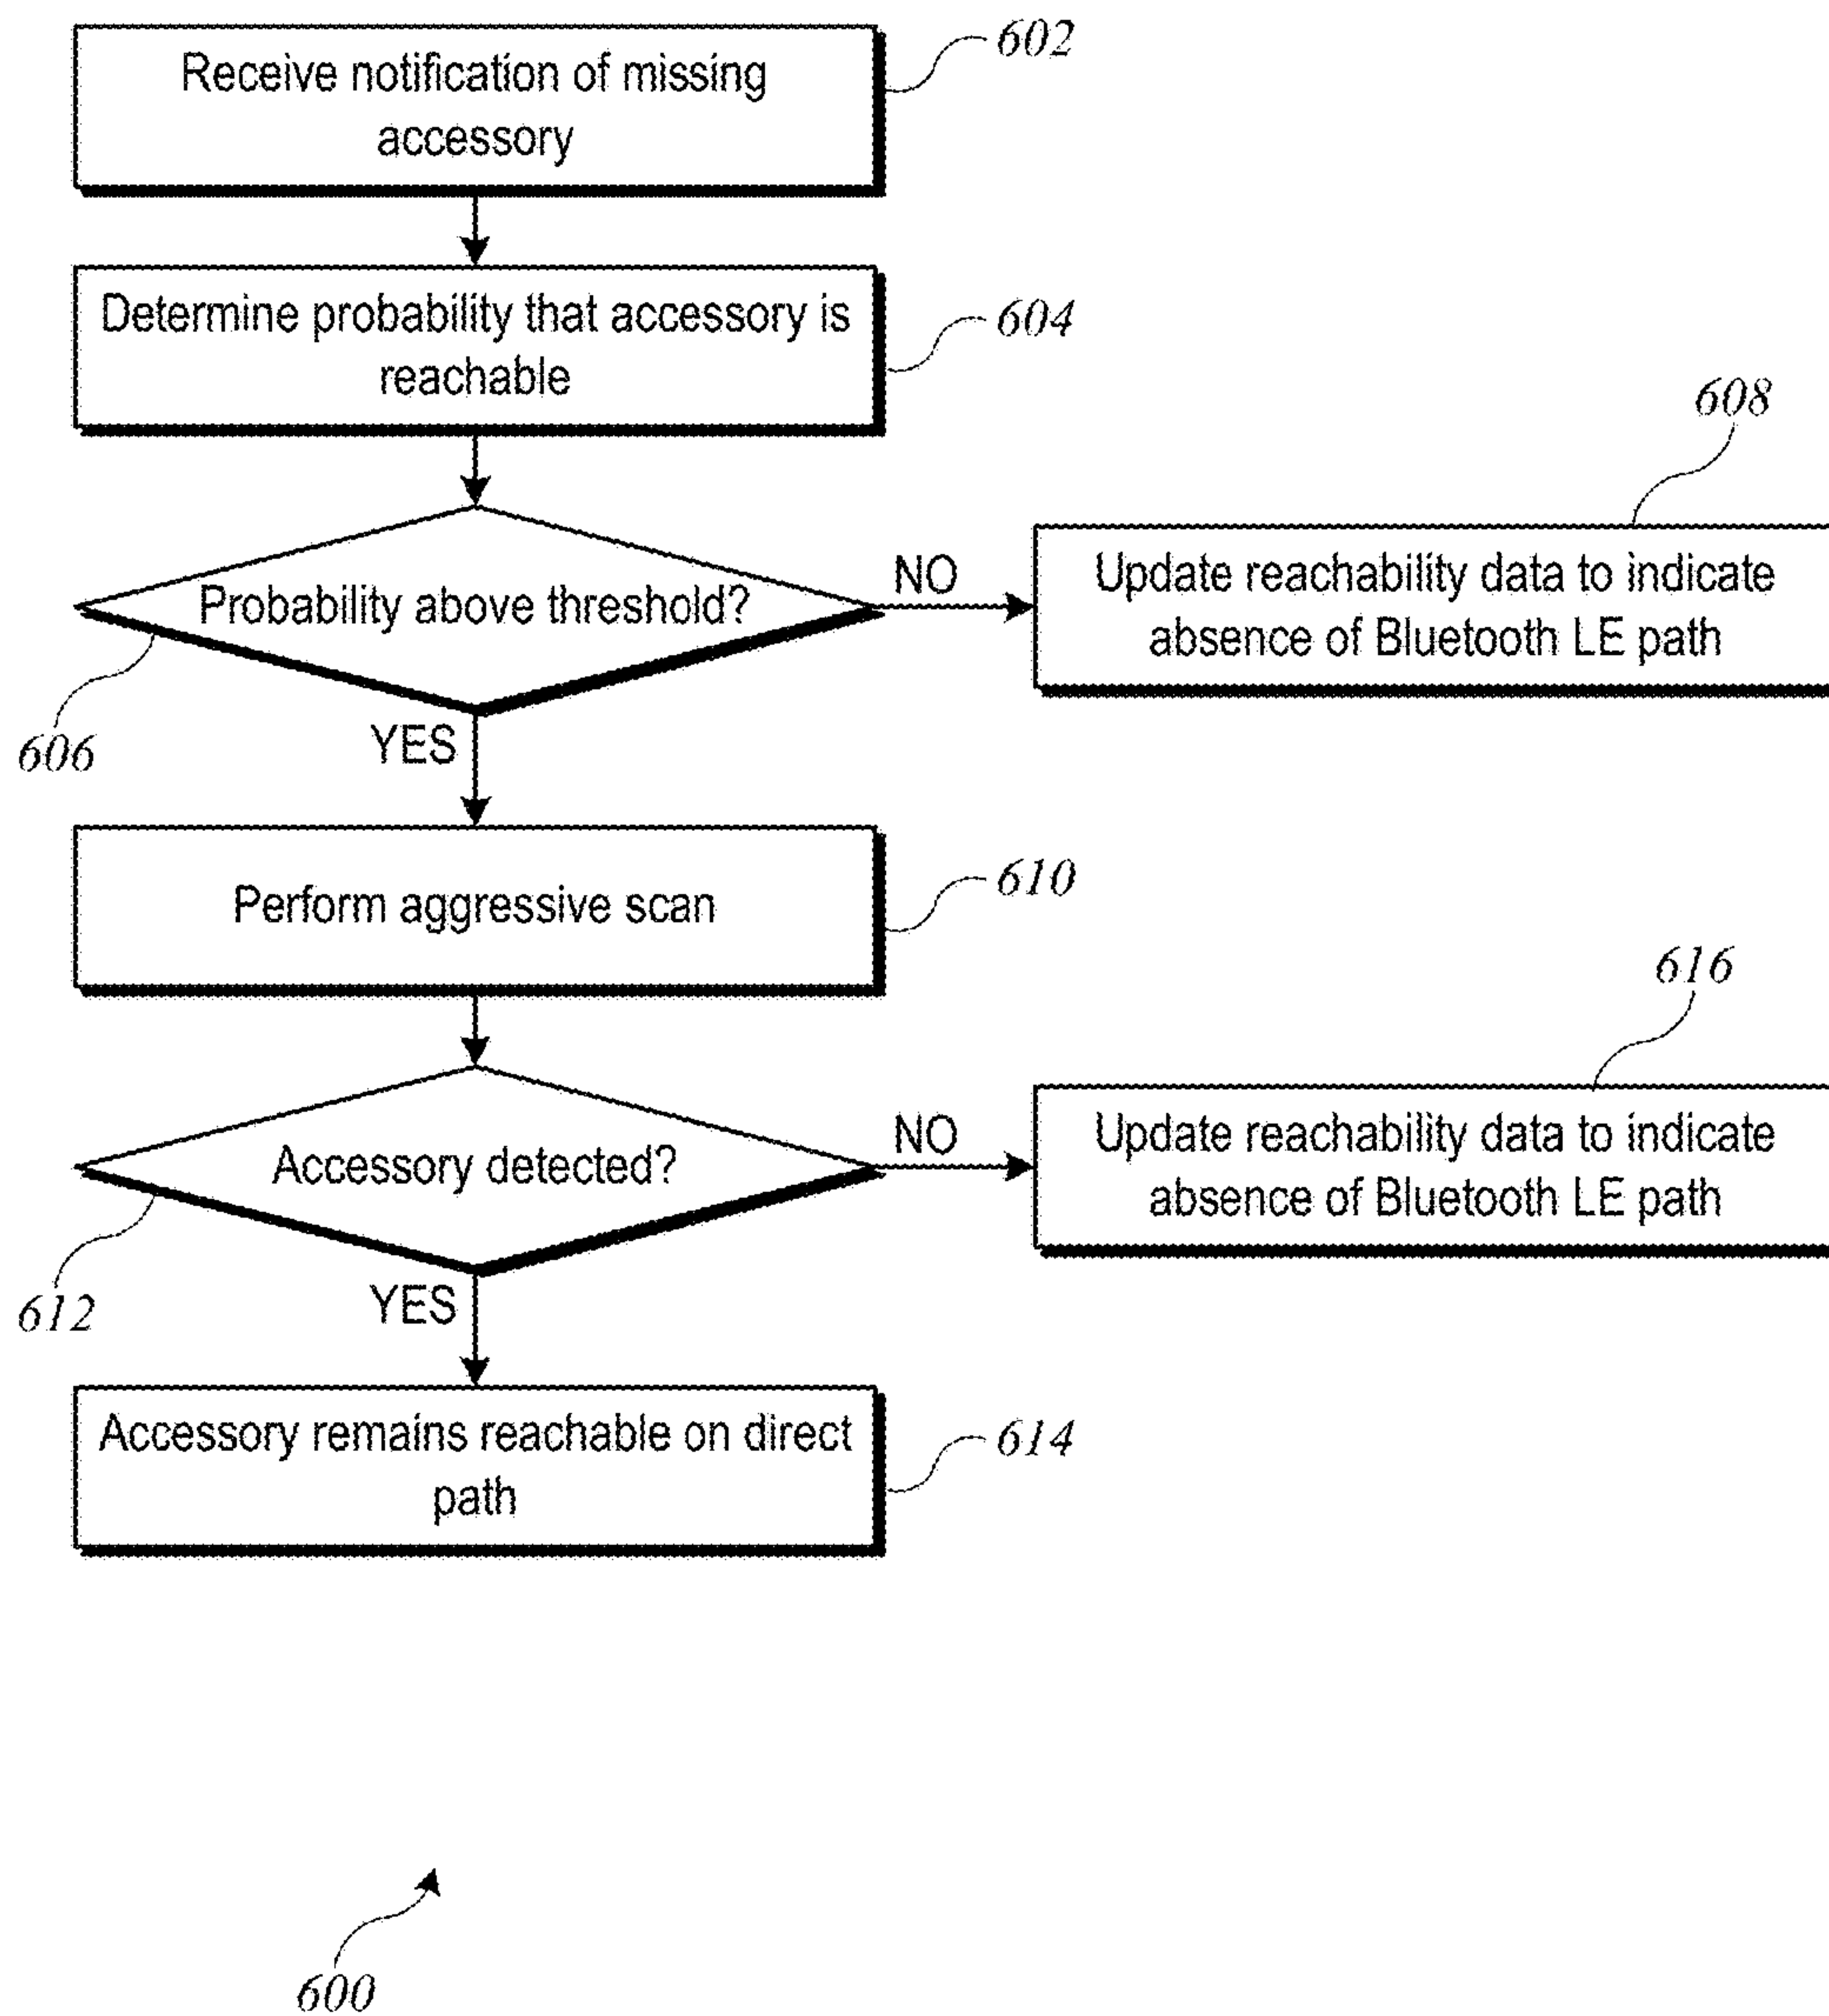 Receive notification of missing
accessory
602
Determine probability that accessory is
reachable
604
608
Probability above threshold?
NO
Update reachability data to indicate
absence of Bluetooth LE path
606
YES
Perform aggressive scan
610
616
Accessory detected?
NO
Update reachability data to indicate
absence of Bluetooth LE path
612
YES
Accessory remains reachable on direct
path
614
600